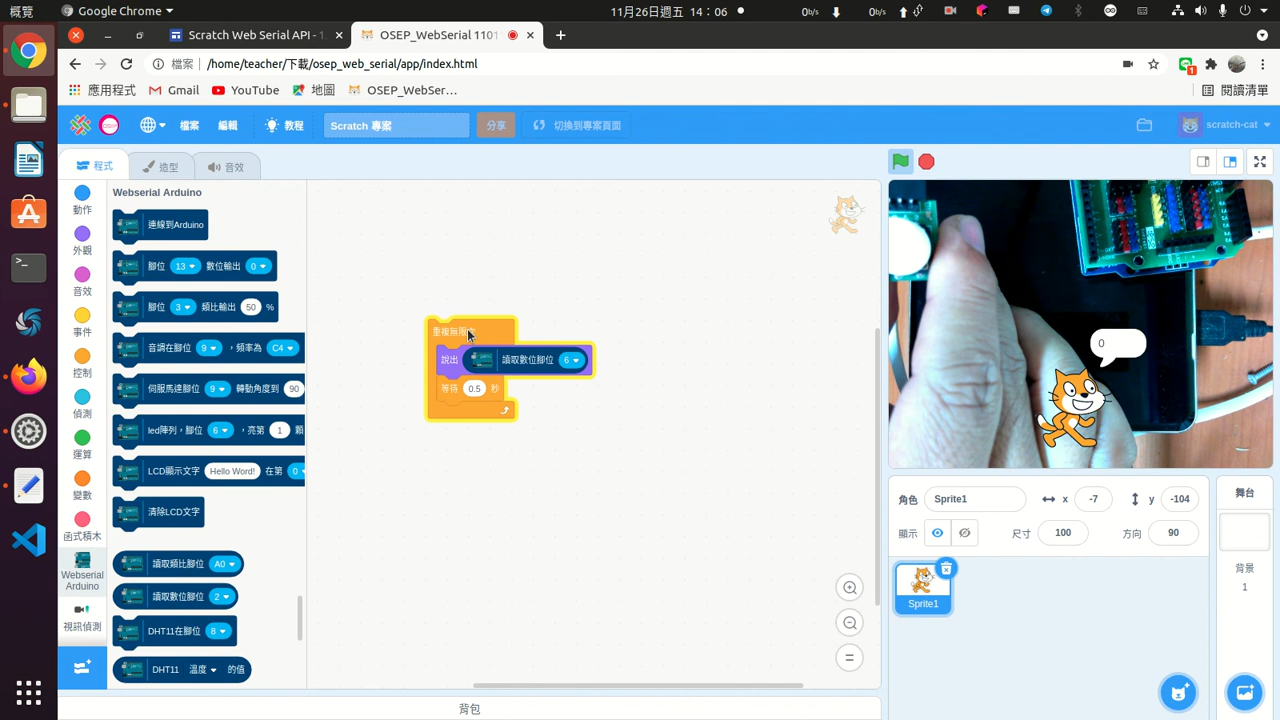 概覽
Google Chrome
11月26日週五 14：06
0b/s
0b/s
Scratch Web Serial API - 1
OSEP_WebSerial 1101
檔案
/home/teacher/下載/osep_web_serial/app/index.html
1
應用程式
Gmail
YouTube
地圖
OSEP_WebSer…
閱讀清單
檔案
編輯
教程
Scratch 專案
分享
切換到專案頁面
scratch-cat
程式
造型
音效
動作
外觀
音效
事件
控制
偵測
運算
變數
函式積木
Webserial
Arduino
視訊偵測
Webserial Arduino
連線到Arduino
腳位 13 數位輸出 0
腳位 3 類比輸出 50 %
音調在腳位 9 ，頻率為 C4
伺服馬達腳位 9 轉動角度到 90
led陣列，腳位 6 ，亮第 1 顆
LCD顯示文字 Hello Word! 在第 0
清除LCD文字
讀取類比腳位 A0
讀取數位腳位 2
DHT11在腳位 8
DHT11 溫度 的值
重複無限次
說出 讀取數位腳位 6
等待 0.5 秒
0
角色
Sprite1
x
-7
y
-104
顯示
尺寸
100
方向
90
Sprite1
舞台
背景
1
背包